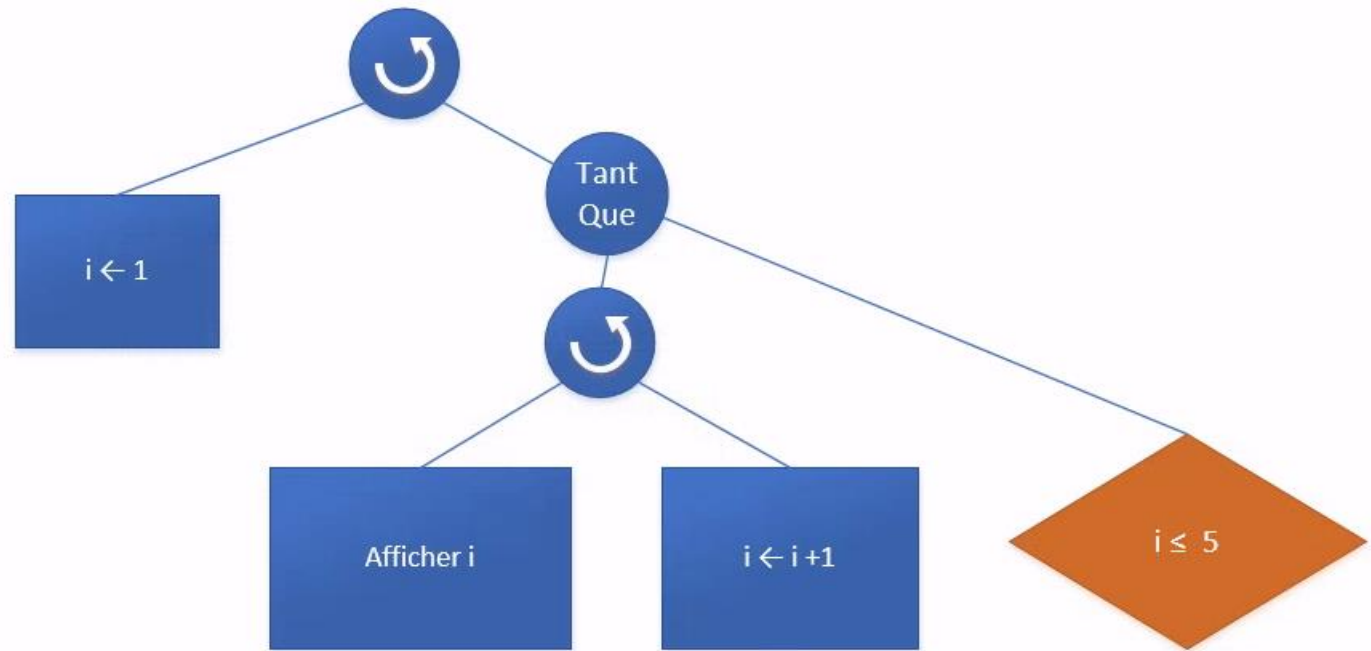 Tant
Que
i ← 1
Afficher i
i ← i +1
i ≤ 5